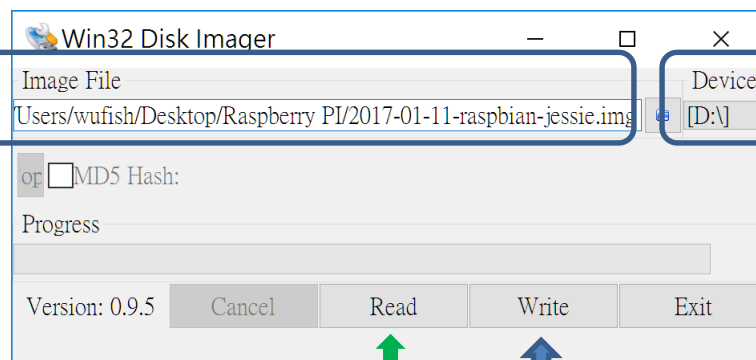 Win32 Disk Imager
Image File
Device
/Users/wufish/Desktop/Raspberry PI/2017-01-11-raspbian-jessie.img
[D:\]
MD5 Hash:
Progress
Version: 0.9.5
Cancel
Read
Write
Exit